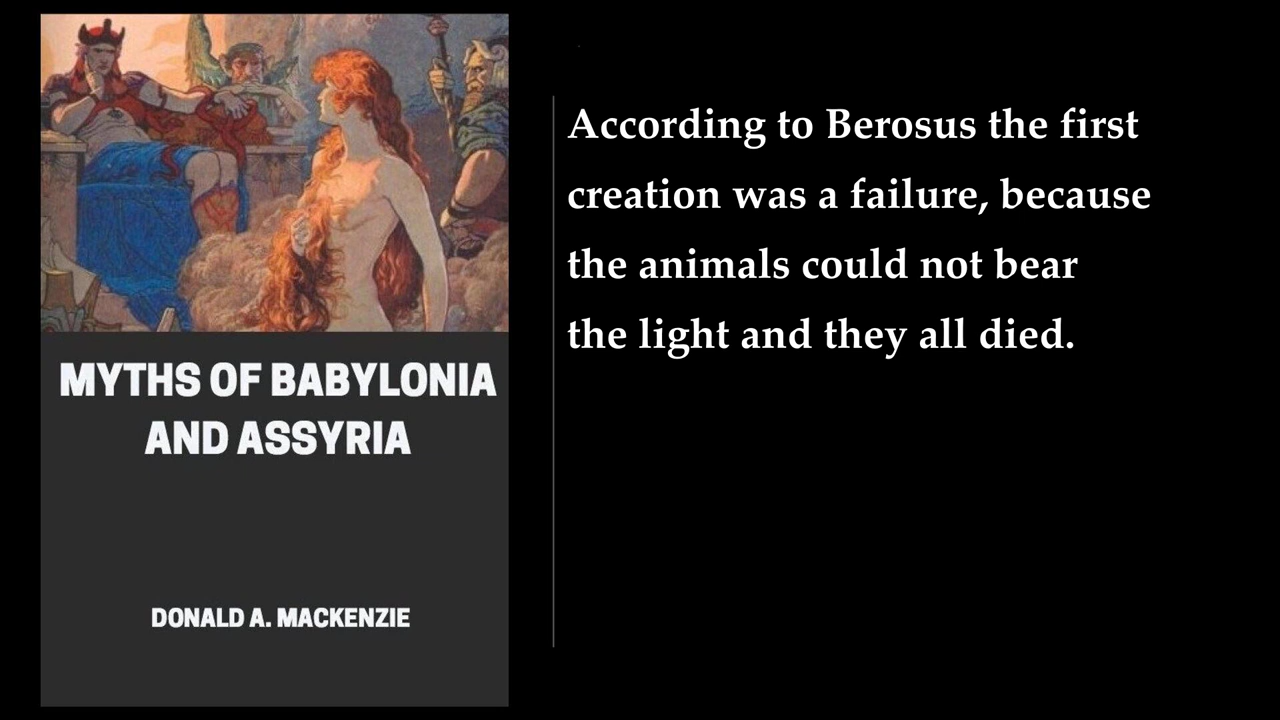 MYTHS OF BABYLONIA
AND ASSYRIA
DONALD A. MACKENZIE
According to Berosus the first
creation was a failure, because
the animals could not bear
the light and they all died.